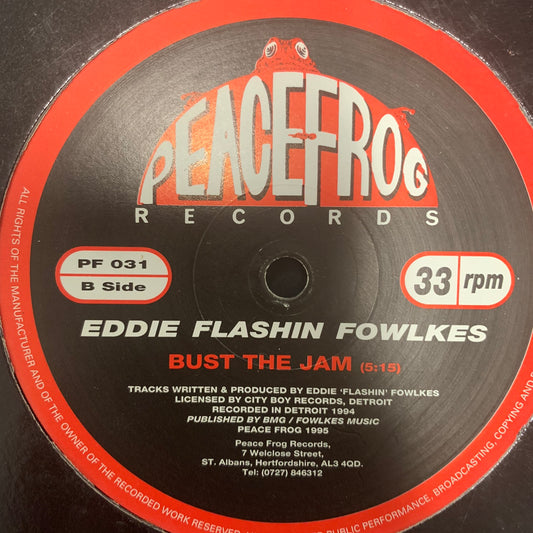 PEACEFROG
RECORDS
PF 031
B Side
33 rpm
EDDIE FLASHIN FOWLKES
BUST THE JAM (5:15)
TRACKS WRITTEN & PRODUCED BY EDDIE 'FLASHIN' FOWLKES
LICENSED BY CITY BOY RECORDS, DETROIT
RECORDED IN DETROIT 1994
PUBLISHED BY BMG / FOWLKES MUSIC
PEACE FROG 1995
Peace Frog Records,
7 Welclose Street,
ST. Albans, Hertfordshire, AL3 4QD.
Tel: (0727) 846312
ALL RIGHTS OF THE MANUFACTURER AND OF THE OWNER OF THE RECORDED WORK RESERVED PUBLIC PERFORMANCE, BROADCASTING, COPYING AND